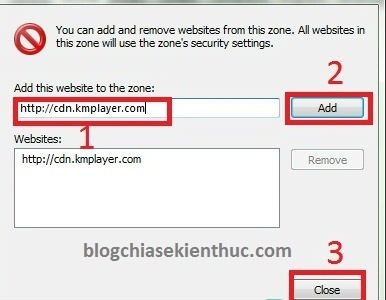 You can add and remove websites from this zone. All websites in
this zone will use the zone's security settings.
Add this website to the zone:
http://cdn.kmplayer.com
Add
2
1
Websites:
http://cdn.kmplayer.com
Remove
blogchiasekienthuc.com
3
Close